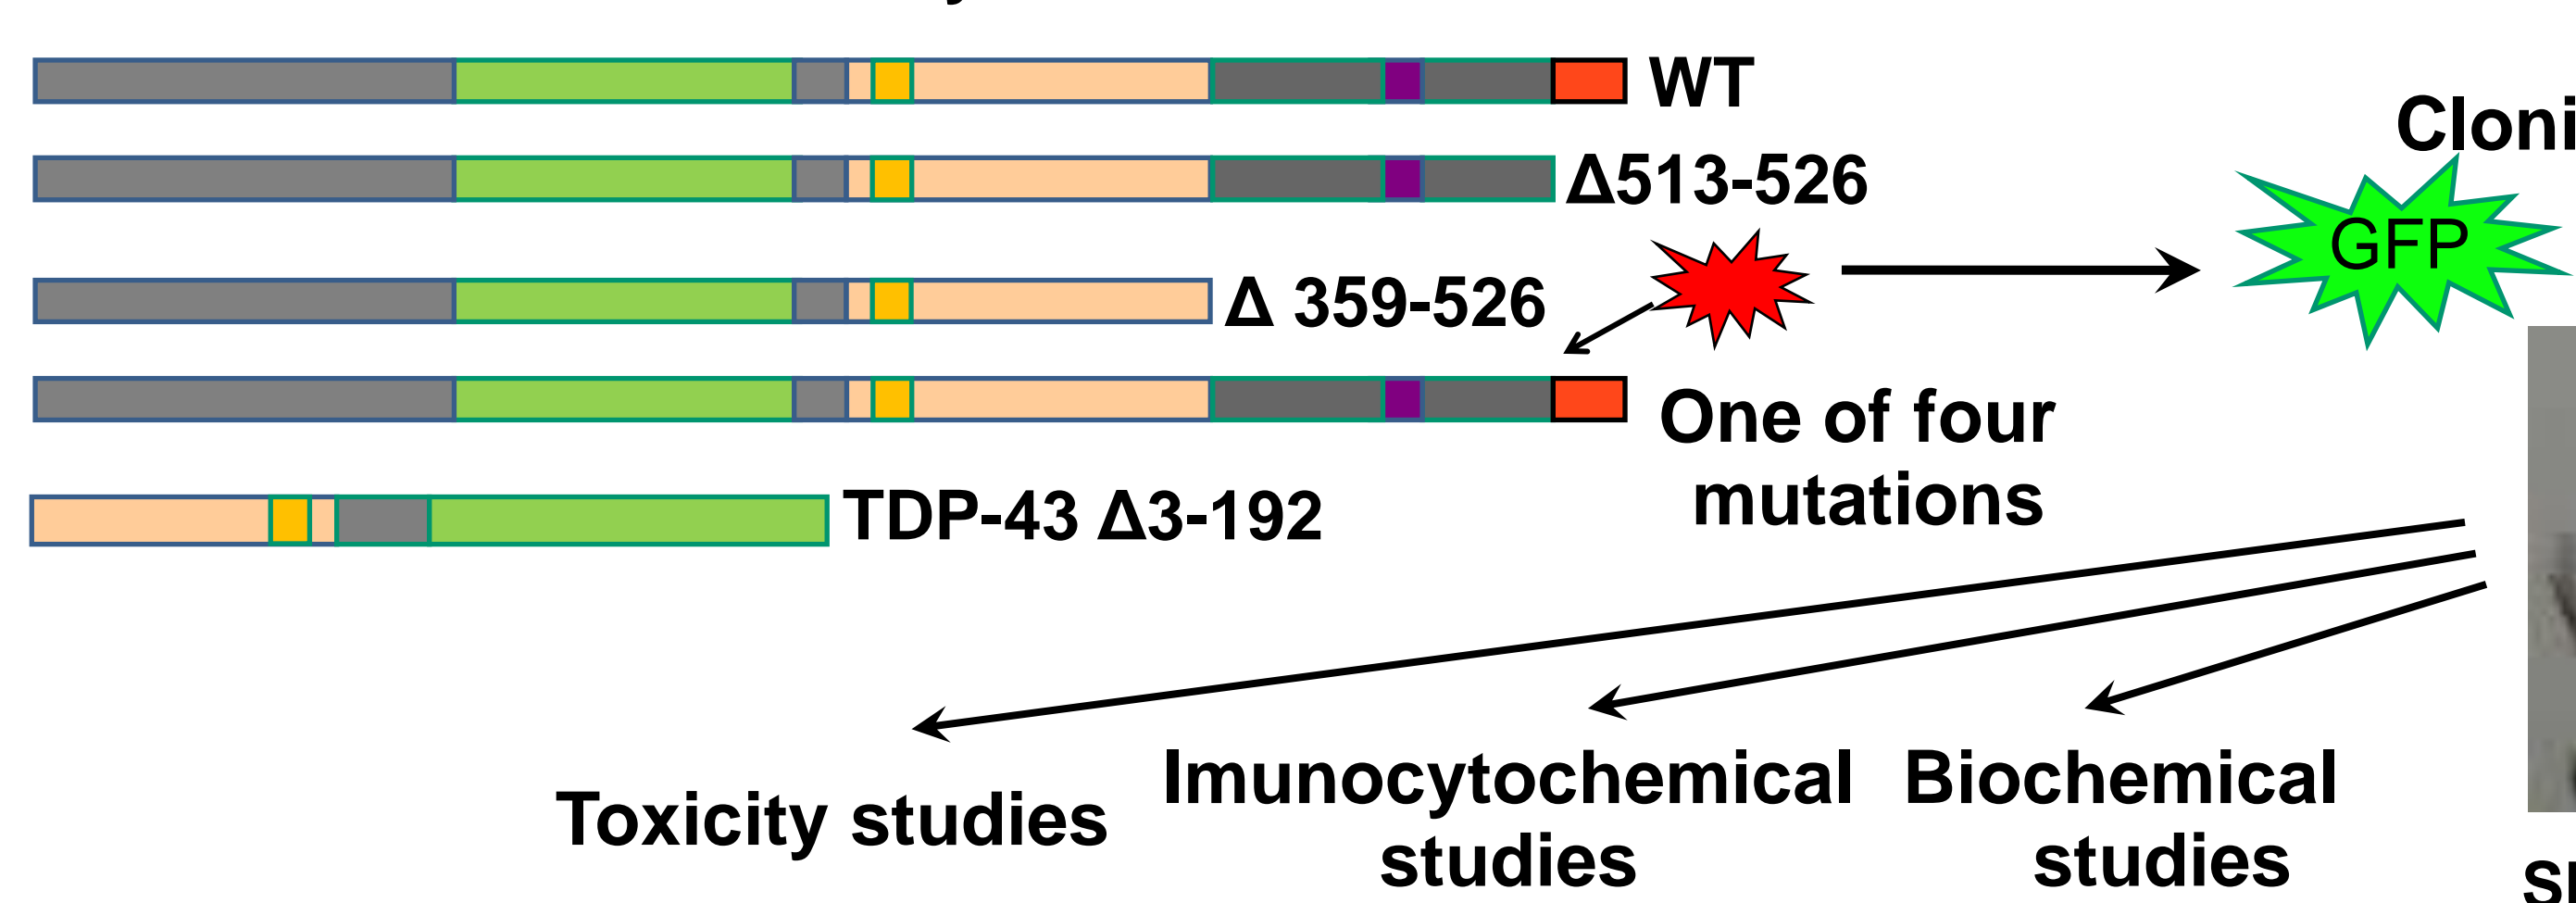 WT
Δ513-526
GFP
Δ 359-526
One of four
mutations
TDP-43 Δ3-192
Toxicity studies
Imunocytochemical
studies
Biochemical
studies